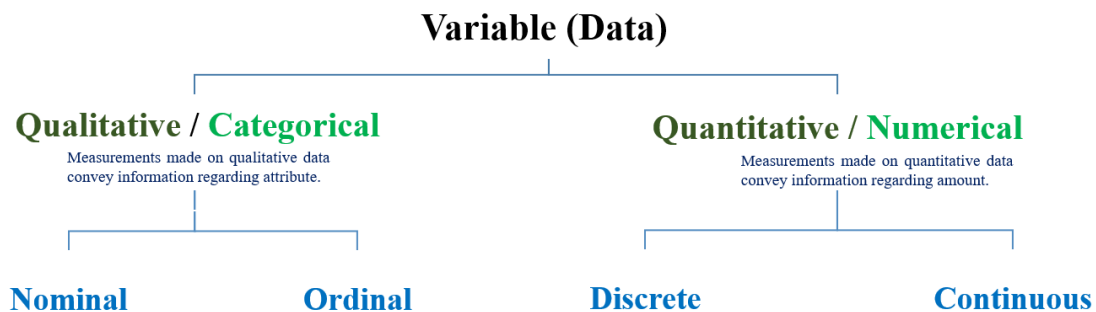 Variable (Data)
Qualitative / Categorical
Measurements made on qualitative data
convey information regarding attribute.
Quantitative / Numerical
Measurements made on quantitative data
convey information regarding amount.
Nominal
Ordinal
Discrete
Continuous